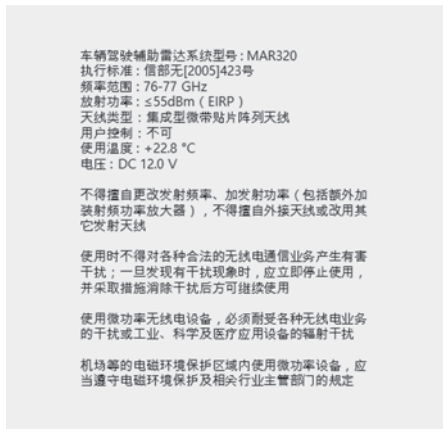 车辆驾驶辅助雷达系统型号：MAR320
执行标准：信部无[2005]423号
频率范围：76-77 GHz
放射功率：≤55dBm（EIRP）
天线类型：集成型微带贴片阵列天线
用户控制：不可
使用温度：+22.8 °C
电压：DC 12.0 V
不得擅自更改发射频率、加发射功率（包括额外加
装射频功率放大器），不得擅自外接天线或改用其
它发射天线
使用时不得对各种合法的无线电通信业务产生有害
干扰；一旦发现有干扰现象时，应立即停止使用，
并采取措施消除干扰后方可继续使用
使用微功率无线电设备，必须耐受各种无线电业务
的干扰或工业、科学及医疗应用设备的辐射干扰
机场等的电磁环境保护区域内使用微功率设备，应
当遵守电磁环境保护及相关行业主管部门的规定